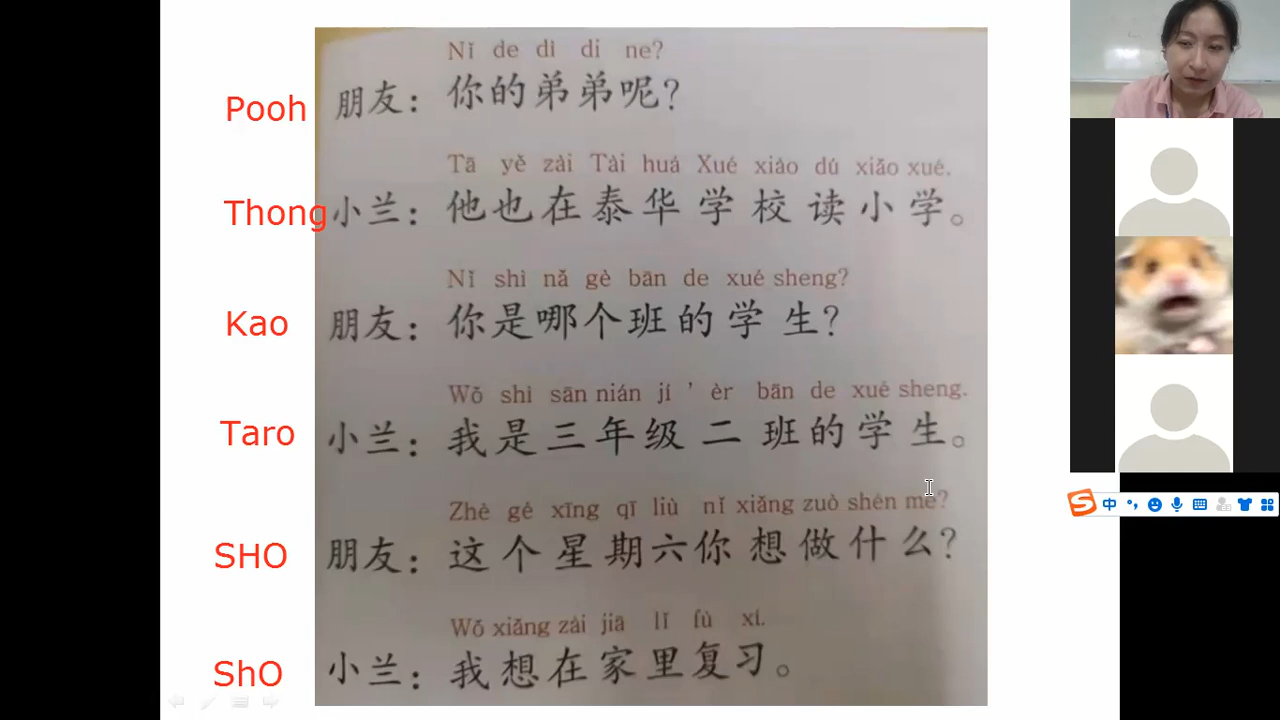 Nǐ de dì di ne?
Pooh 朋友：你的弟弟呢？
Tā yě zài Tài huá Xué xiào dú xiǎo xué.
Thong 小兰：他也在泰华学校读小学。
Nǐ shì nǎ gè bān de xué sheng?
Kao 朋友：你是哪个班的学生？
Wǒ shì sān nián jí ’ èr bān de xué sheng.
Taro 小兰：我是三年级二班的学生。
Zhè gè xīng qī liù nǐ xiǎng zuò shén me?
SHO 朋友：这个星期六你想做什么？
Wǒ xiǎng zài jiā lǐ fù xí.
ShO 小兰：我想在家里复习。
S 中